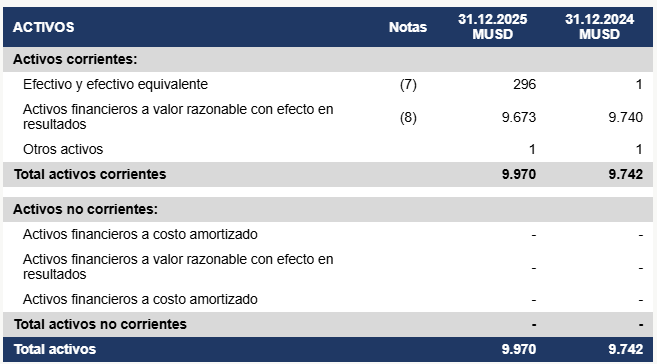 ACTIVOS Notas 31.12.2025 MUSD 31.12.2024 MUSD
Activos corrientes:
Efectivo y efectivo equivalente (7) 296 1
Activos financieros a valor razonable con efecto en
resultados (8) 9.673 9.740
Otros activos 1 1
Total activos corrientes 9.970 9.742
Activos no corrientes:
Activos financieros a costo amortizado - -
Activos financieros a valor razonable con efecto en
resultados - -
Activos financieros a costo amortizado - -
Total activos no corrientes - -
Total activos 9.970 9.742